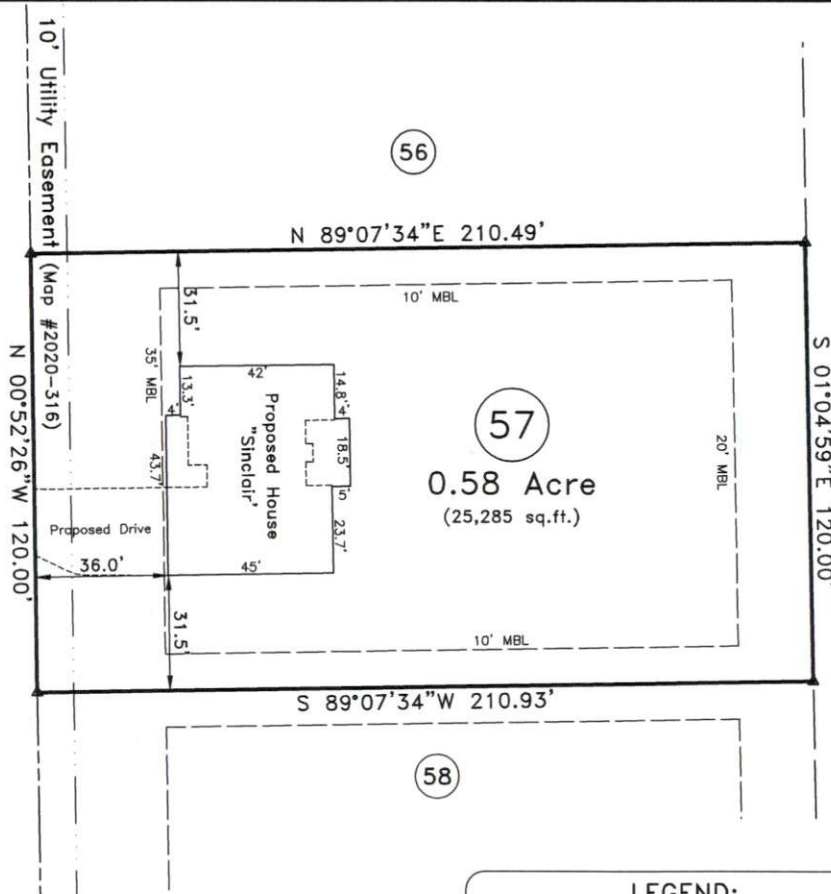 10' Utility Easement (Map #2020-316)
56
N 89°07'34"E 210.49'
10' MBL
31.5'
35' MBL
42'
13.3'
4'
14.8'
4'
18.5'
5'
23.7'
43.7'
45'
Proposed House
"Sinclair'
57
0.58 Acre
(25,285 sq.ft.)
20' MBL
S 01°04'59"E 120.00'
N 00°52'26"W 120.00'
Proposed Drive
36.0'
31.5'
10' MBL
S 89°07'34"W 210.93'
58
LEGEND: